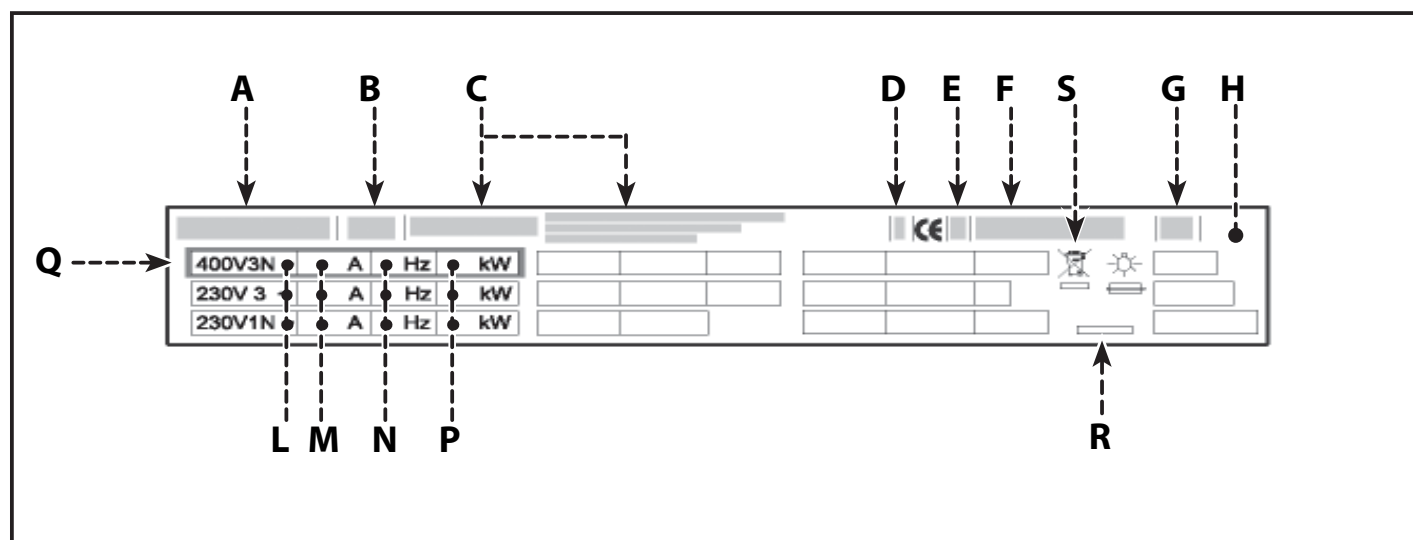 A B C D E F S G H
CE
Q 400V3N A Hz kW
230V 3 A Hz kW
230V1N A Hz kW
L M N P R